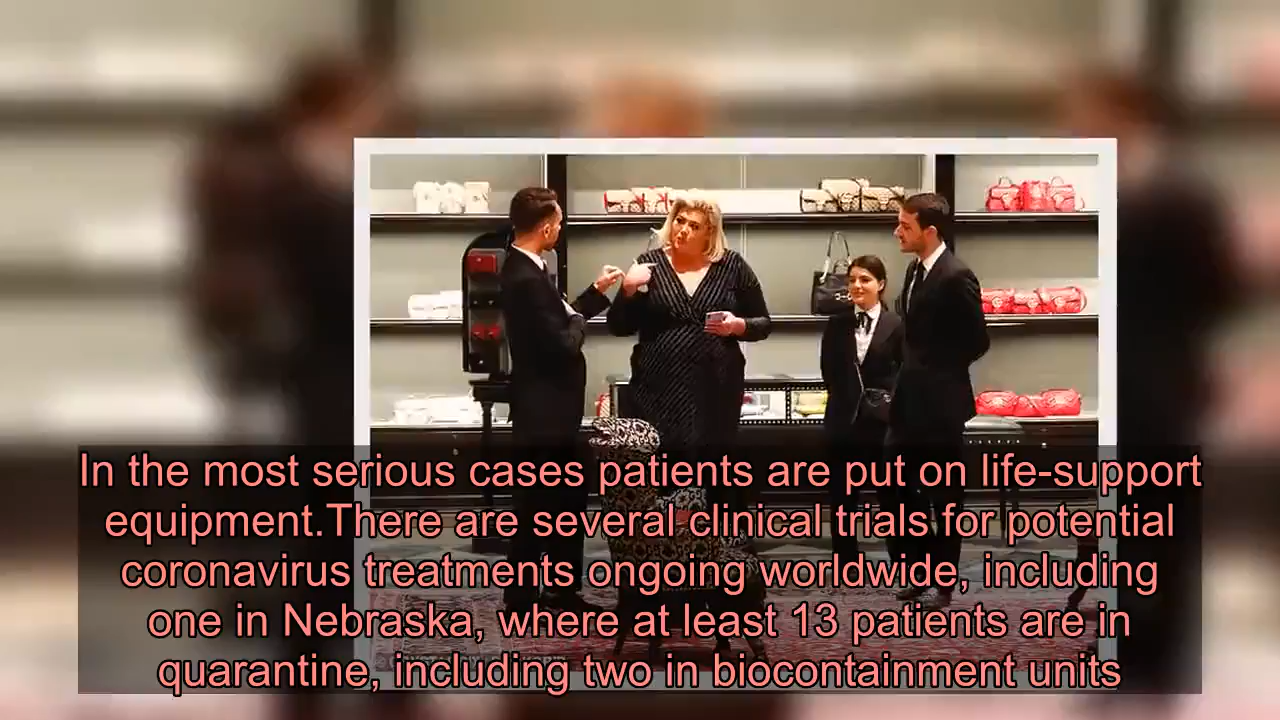 In the most serious cases patients are put on life-support
equipment.There are several clinical trials for potential
coronavirus treatments ongoing worldwide, including
one in Nebraska, where at least 13 patients are in
quarantine, including two in biocontainment units